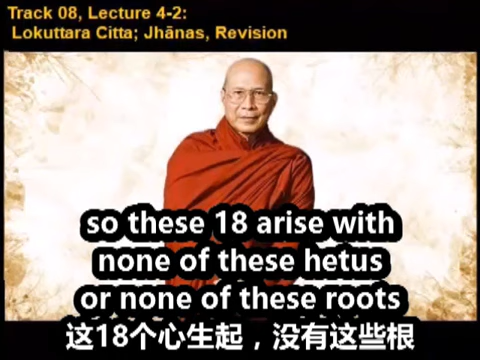 Track 08, Lecture 4-2:
Lokuttara Citta; Jhānas, Revision
so these 18 arise with
none of these hetus
or none of these roots
这18个心生起，没有这些根